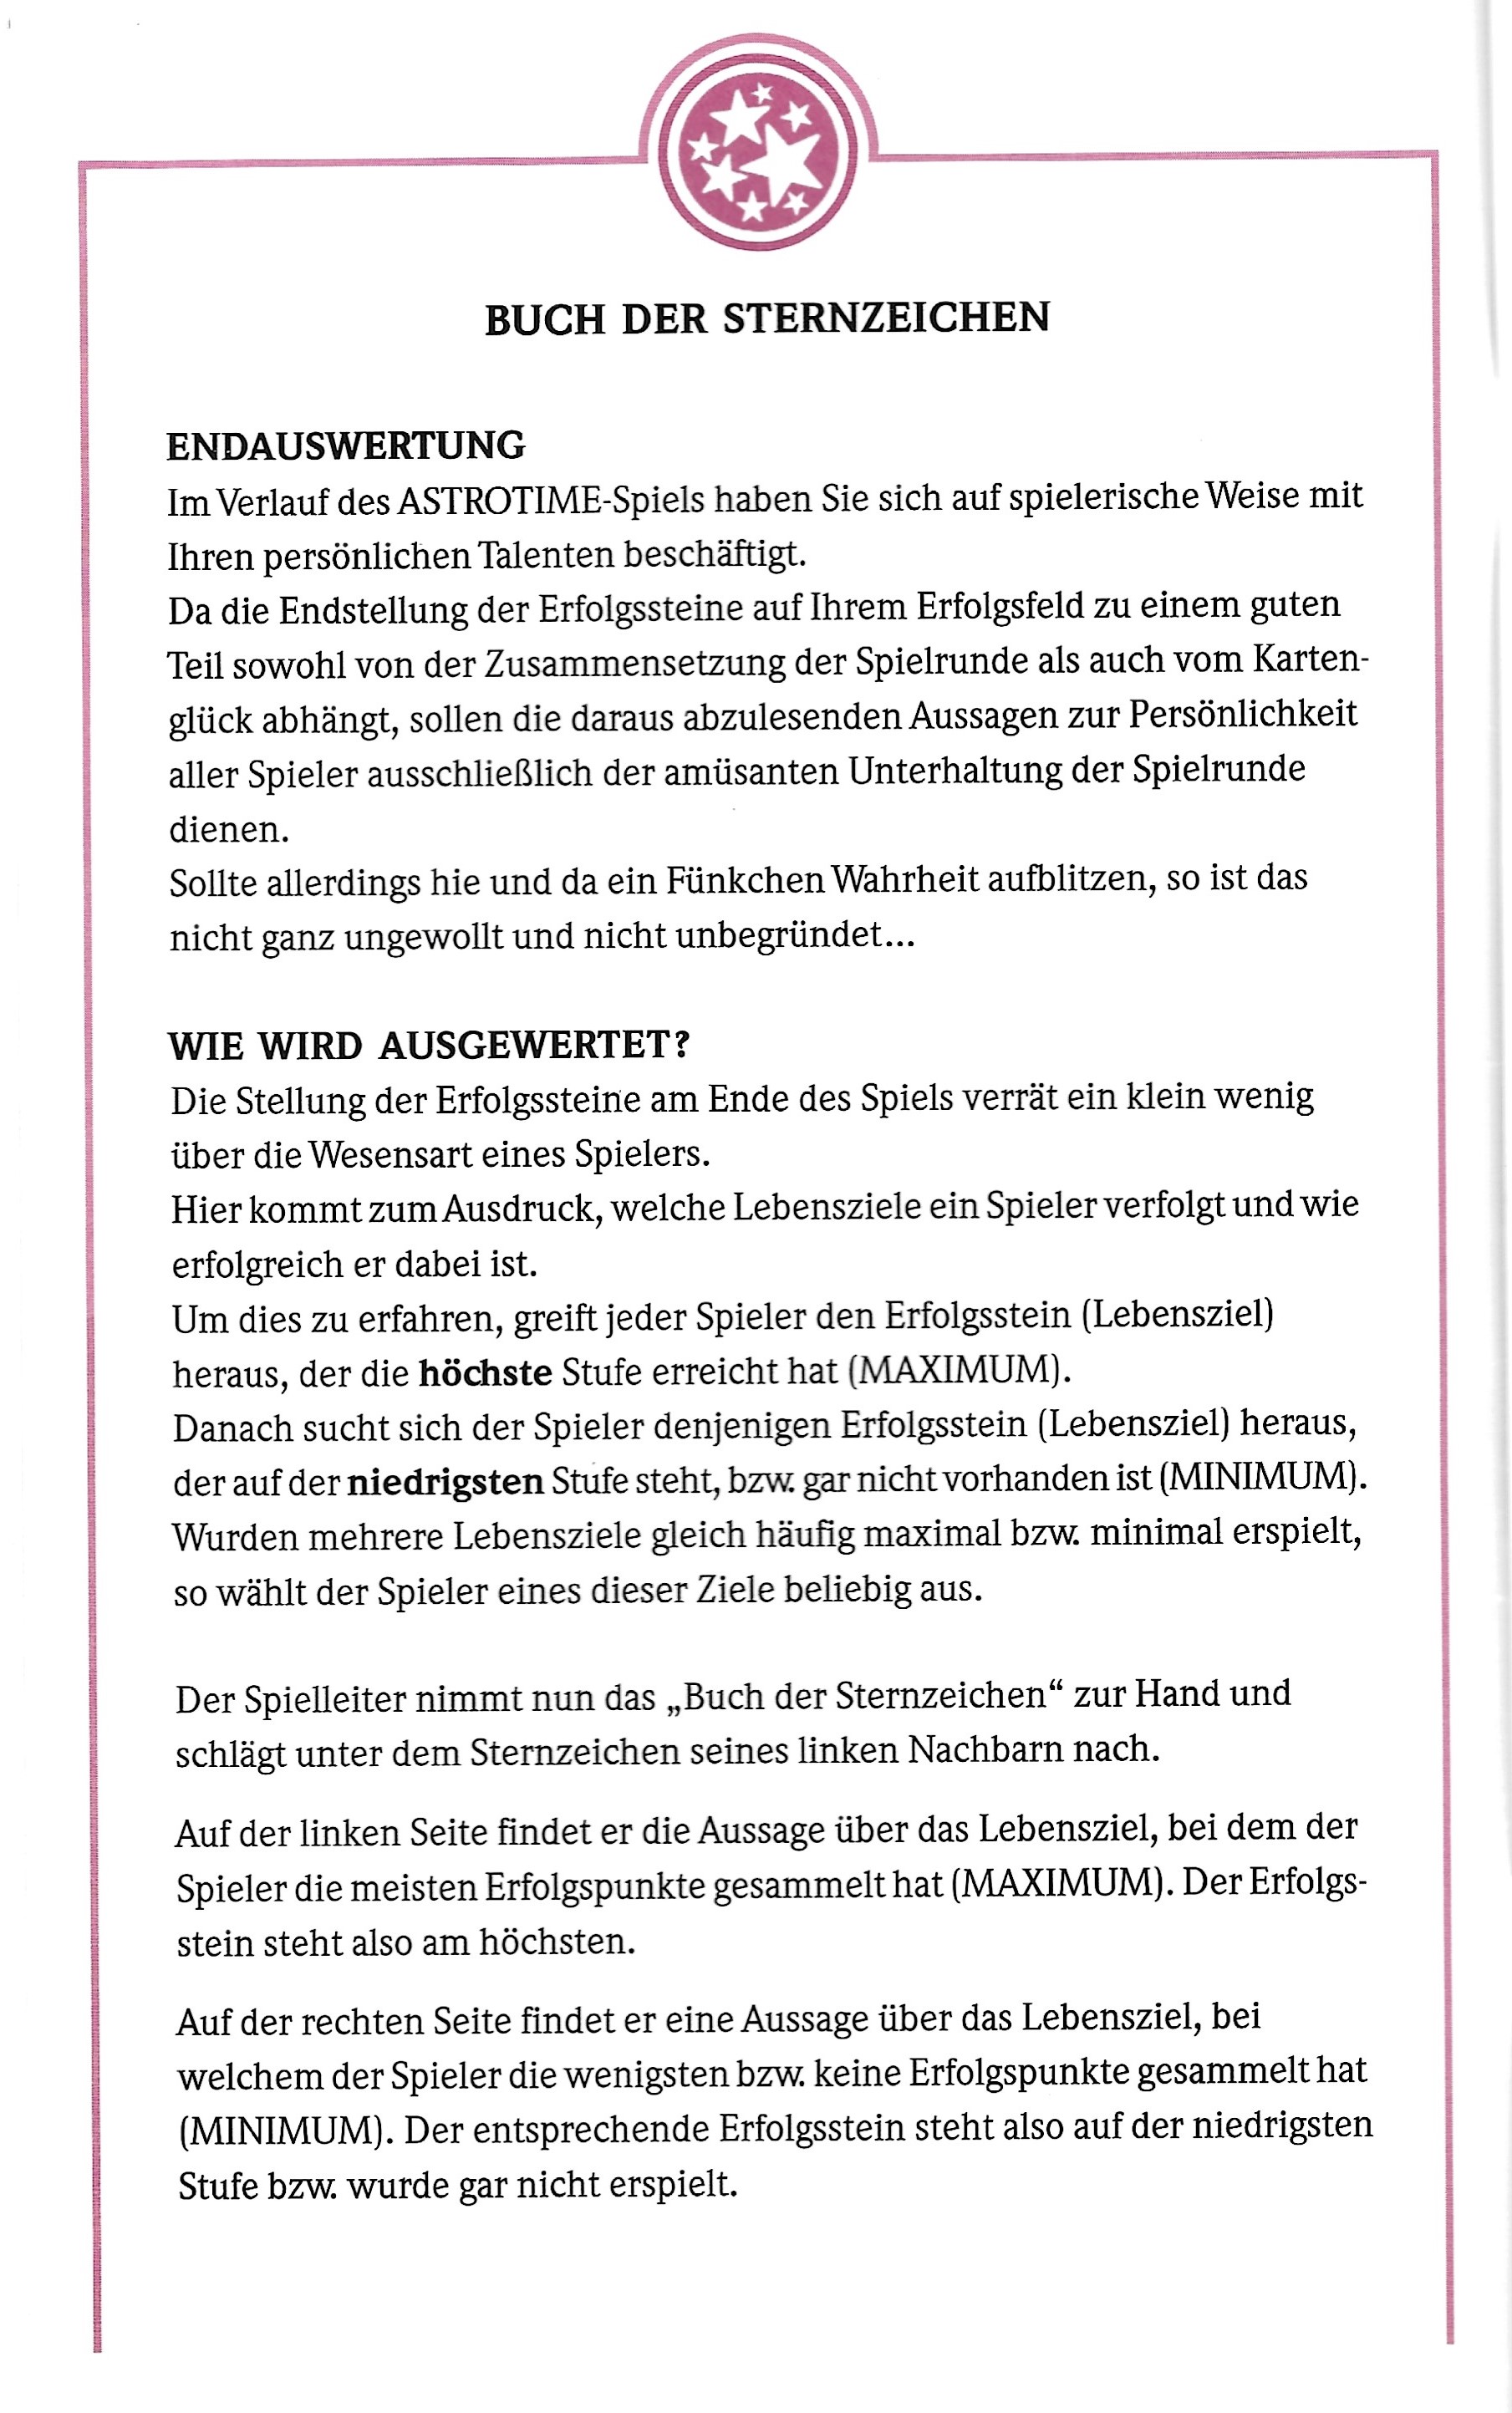 BUCH DER STERNZEICHEN
ENDAUSWERTUNG
Im Verlauf des ASTROTIME-Spiels haben Sie sich auf spielerische Weise mit
Ihren persönlichen Talenten beschäftigt.
Da die Endstellung der Erfolgssteine auf Ihrem Erfolgsfeld zu einem guten
Teil sowohl von der Zusammensetzung der Spielrunde als auch vom Karten-
glück abhängt, sollen die daraus abzulesenden Aussagen zur Persönlichkeit
aller Spieler ausschließlich der amüsanten Unterhaltung der Spielrunde
dienen.
Sollte allerdings hie und da ein Fünkchen Wahrheit aufblitzen, so ist das
nicht ganz ungewollt und nicht unbegründet...
WIE WIRD AUSGEWERTET?
Die Stellung der Erfolgssteine am Ende des Spiels verrät ein klein wenig
über die Wesensart eines Spielers.
Hier kommt zum Ausdruck, welche Lebensziele ein Spieler verfolgt und wie
erfolgreich er dabei ist.
Um dies zu erfahren, greift jeder Spieler den Erfolgsstein (Lebensziel)
heraus, der die höchste Stufe erreicht hat (MAXIMUM).
Danach sucht sich der Spieler denjenigen Erfolgsstein (Lebensziel) heraus,
der auf der niedrigsten Stufe steht, bzw. gar nicht vorhanden ist (MINIMUM).
Wurden mehrere Lebensziele gleich häufig maximal bzw. minimal erspielt,
so wählt der Spieler eines dieser Ziele beliebig aus.
Der Spielleiter nimmt nun das „Buch der Sternzeichen“ zur Hand und
schlägt unter dem Sternzeichen seines linken Nachbarn nach.
Auf der linken Seite findet er die Aussage über das Lebensziel, bei dem der
Spieler die meisten Erfolgspunkte gesammelt hat (MAXIMUM). Der Erfolgs-
stein steht also am höchsten.
Auf der rechten Seite findet er eine Aussage über das Lebensziel, bei
welchem der Spieler die wenigsten bzw. keine Erfolgspunkte gesammelt hat
(MINIMUM). Der entsprechende Erfolgsstein steht also auf der niedrigsten
Stufe bzw. wurde gar nicht erspielt.